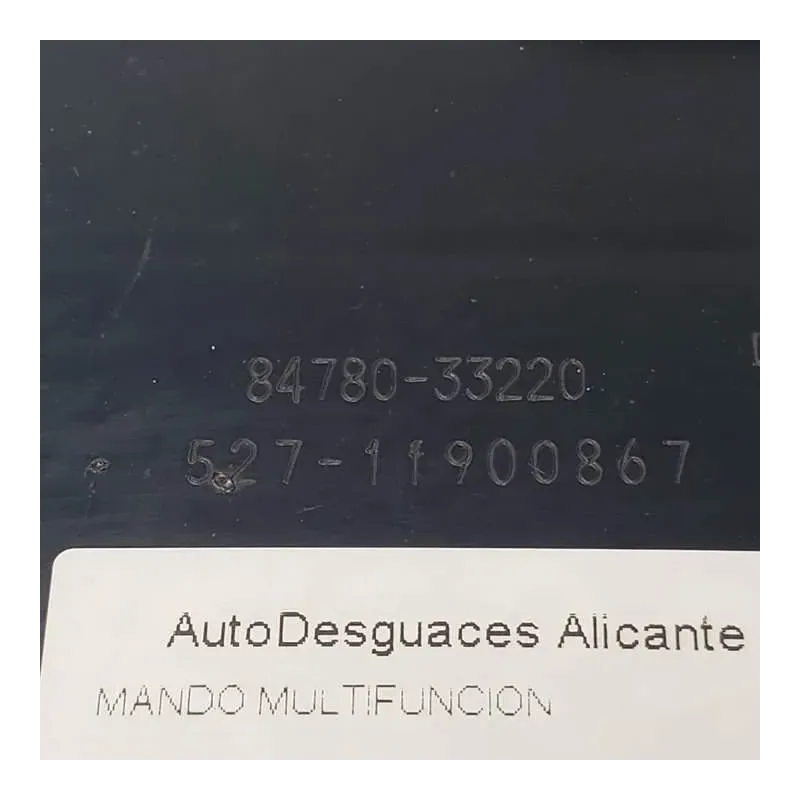 84780-33220
527-11900867
AutoDesguaces Alicante
MANDO MULTIFUNCION